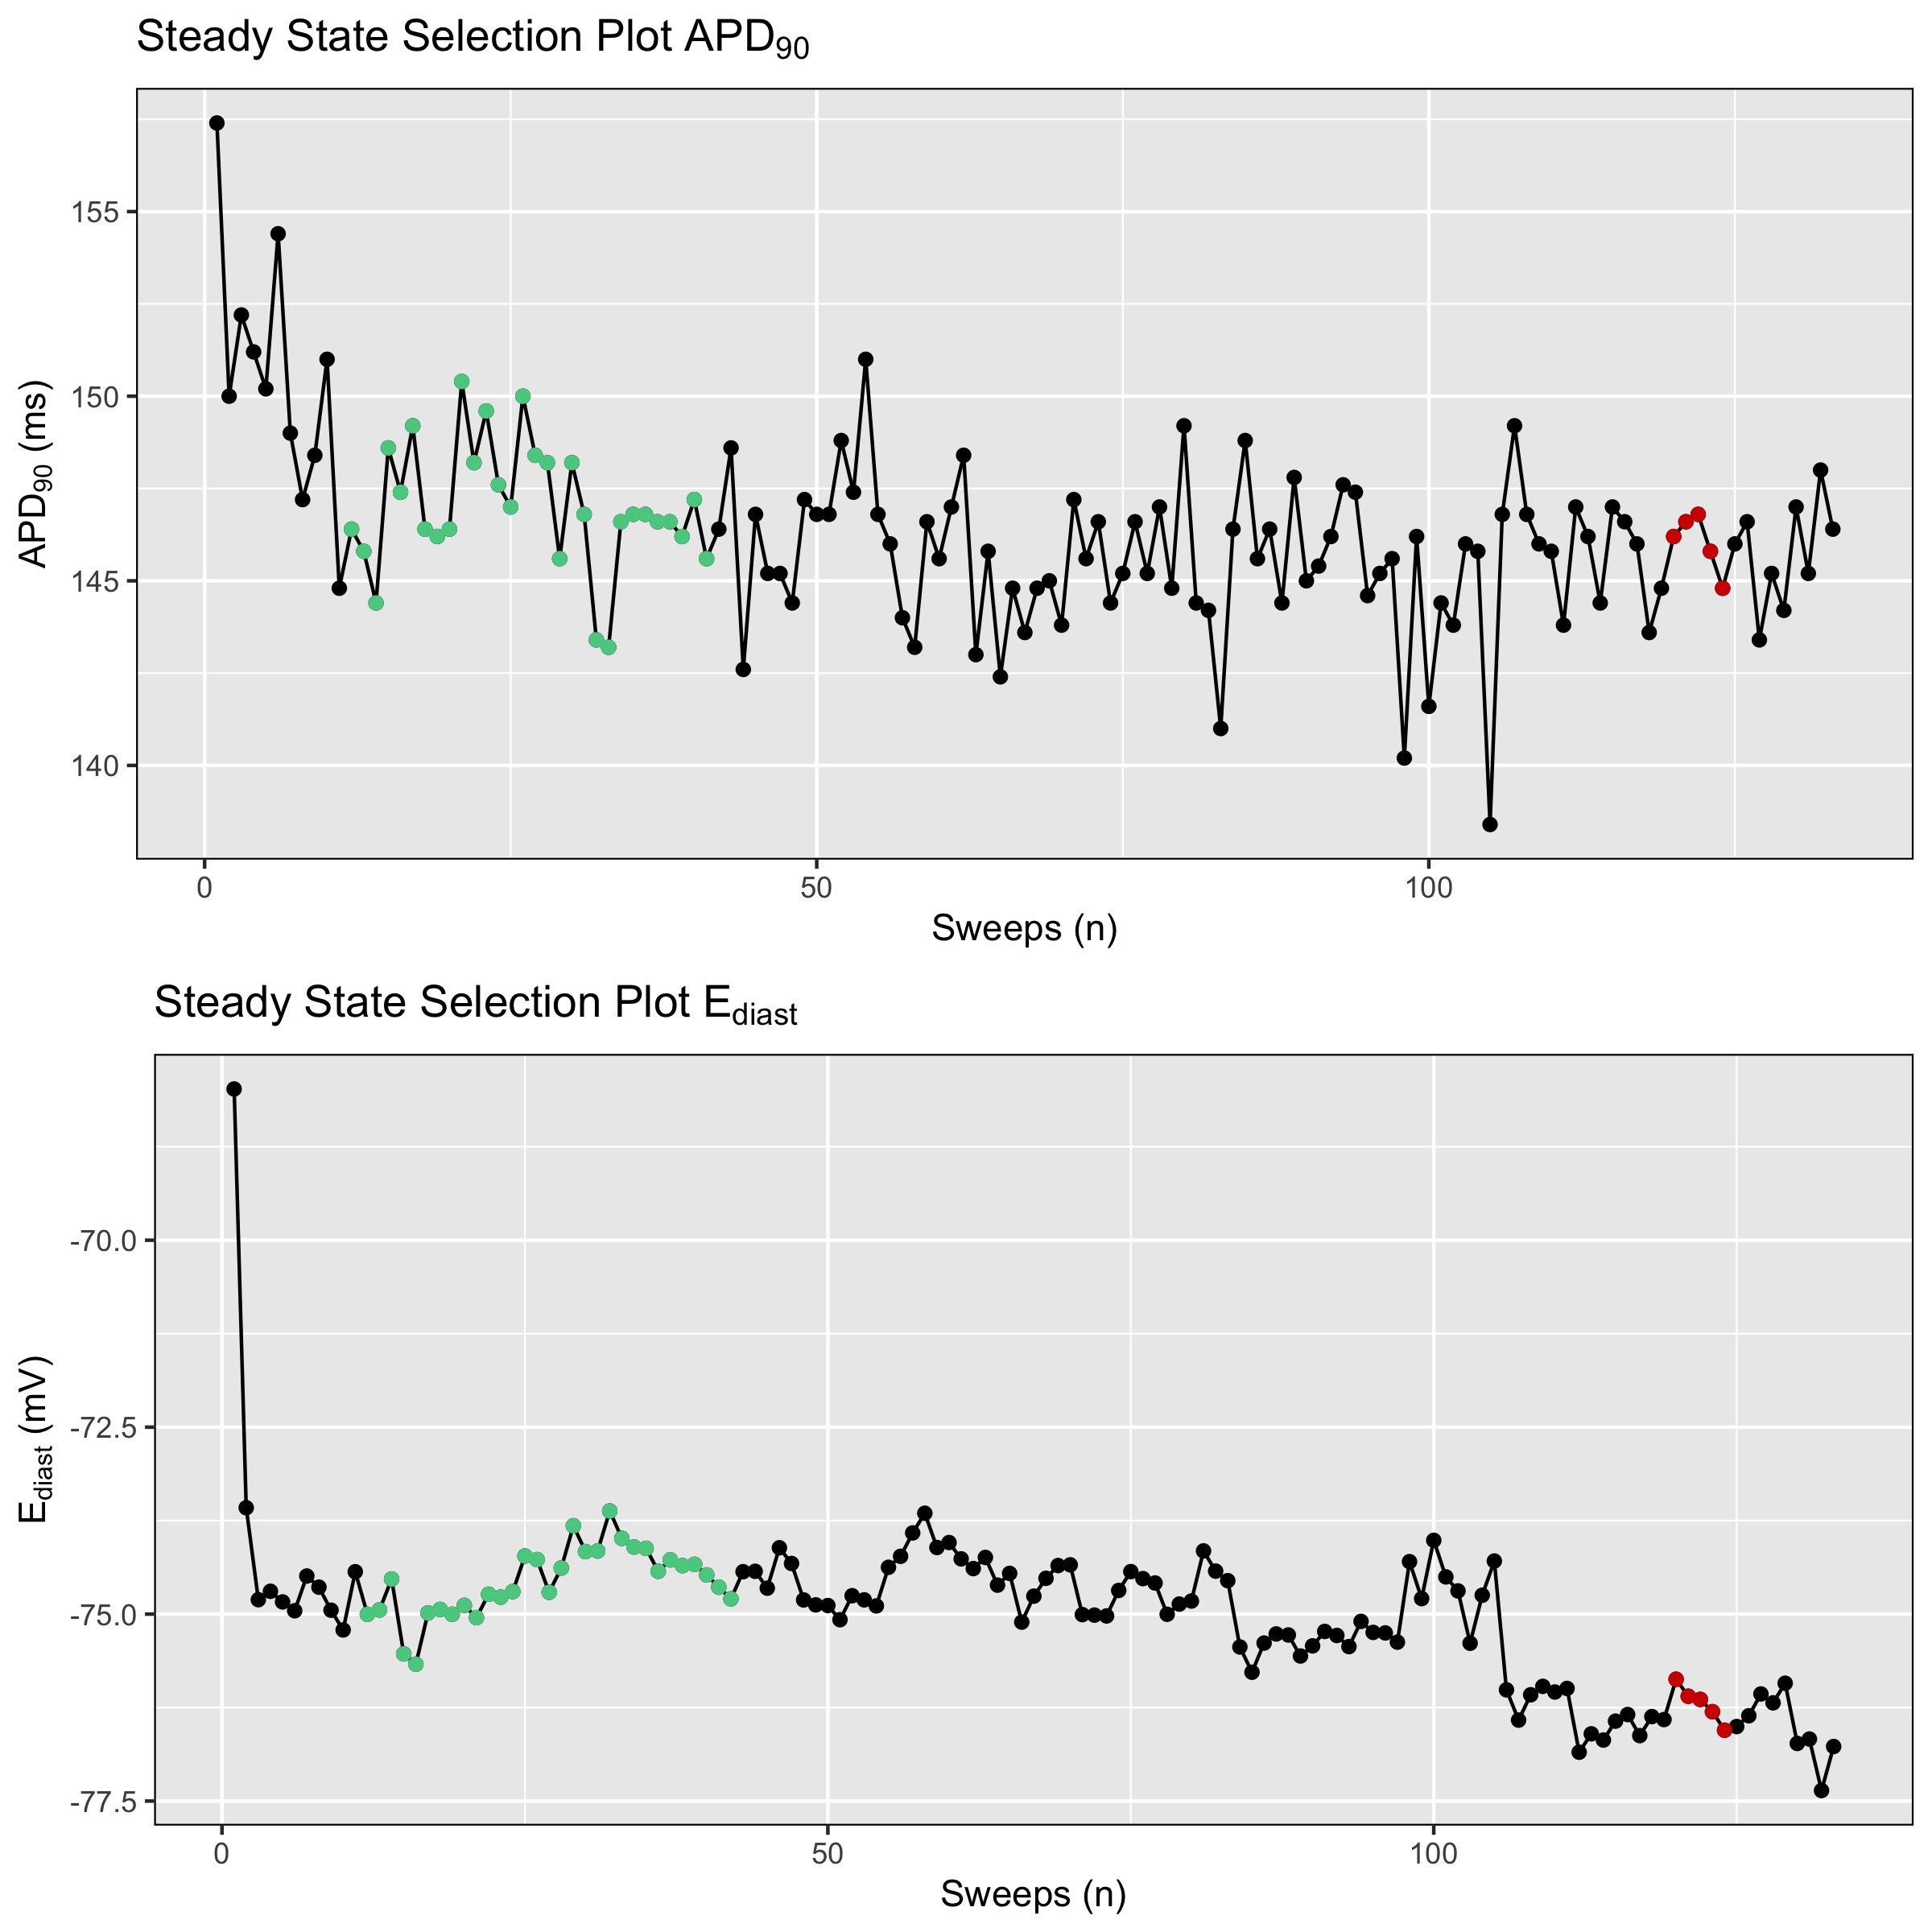 Steady State Selection Plot APD90
APD90 (ms)
155
150
145
140
0 50 100
Sweeps (n)
Steady State Selection Plot Ediast
Ediast (mV)
-70.0
-72.5
-75.0
-77.5
0 50 100
Sweeps (n)